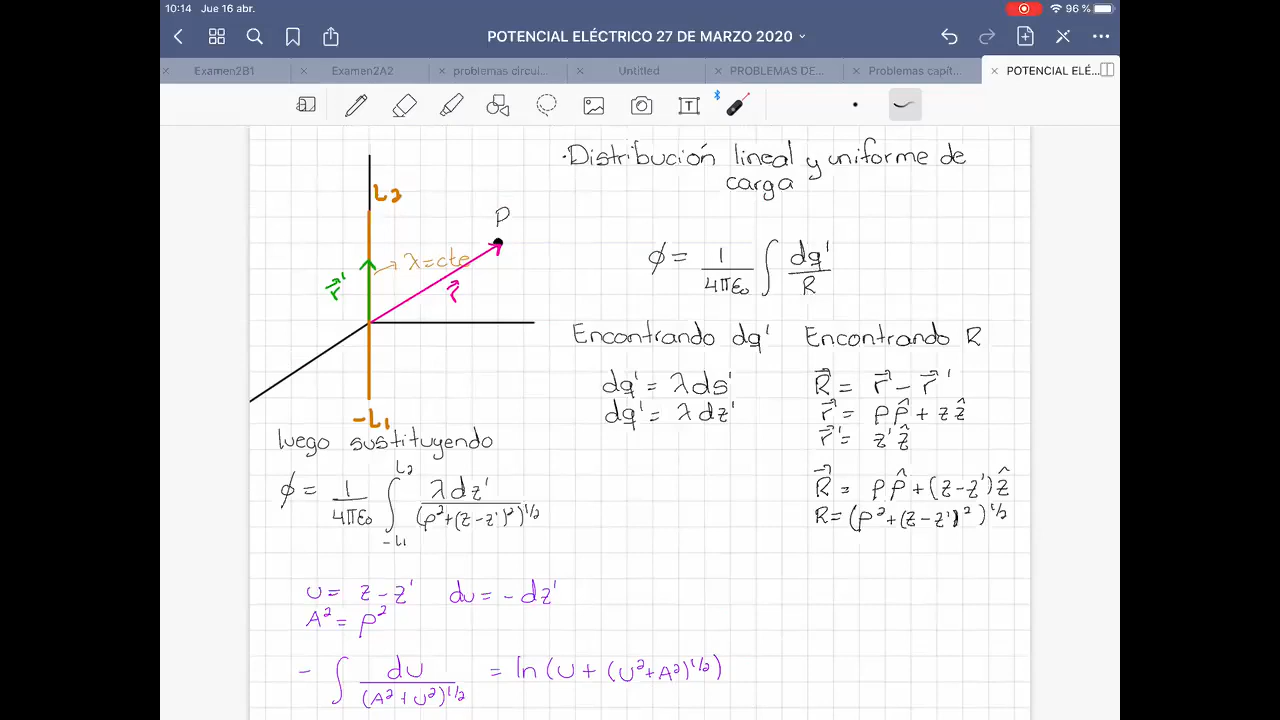 10:14 Jue 16 abr. 96 %
POTENCIAL ELÉCTRICO 27 DE MARZO 2020
Examen2B1 Examen2A2 problemas circui... Untitled PROBLEMAS DE... Problemas capít... POTENCIAL ELÉ...
·Distribución lineal y uniforme de
carga
L2
P
λ=cte
r⃗'
r⃗
-L1
ϕ = 1/(4πε₀) ∫ dq'/R
Encontrando dq'
dq' = λ ds'
dq' = λ dz'
Encontrando R
R⃗ = r⃗ - r⃗'
r⃗ = ρρ̂ + zẑ
r⃗' = z'ẑ
R⃗ = ρρ̂ + (z-z')ẑ
R = (ρ²+(z-z')²)^1/2
luego sustituyendo
ϕ = 1/(4πε₀) ∫_{-L1}^{L2} λdz'/(ρ²+(z-z')²)^1/2
U = z - z' du = -dz'
A² = ρ²
- ∫ dU/(A²+U²)^1/2 = ln(U + (U²+A²)^1/2)